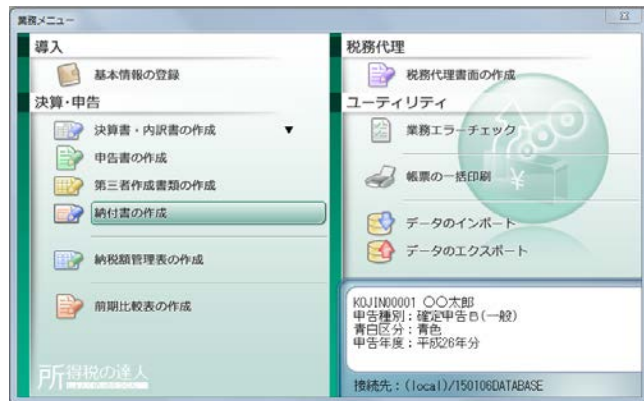 業務メニュー
導入
基本情報の登録
決算・申告
決算書・内訳書の作成 ▼
申告書の作成
第三者作成書類の作成
納付書の作成
納税額管理表の作成
前期比較表の作成
所得税の達人
税務代理
税務代理書面の作成
ユーティリティ
業務エラーチェック
帳票の一括印刷
データのインポート
データのエクスポート
KOJIN00001 〇〇太郎
申告種別：確定申告B(一般)
青白区分：青色
申告年度：平成26年分
接続先：(local)/150106DATABASE